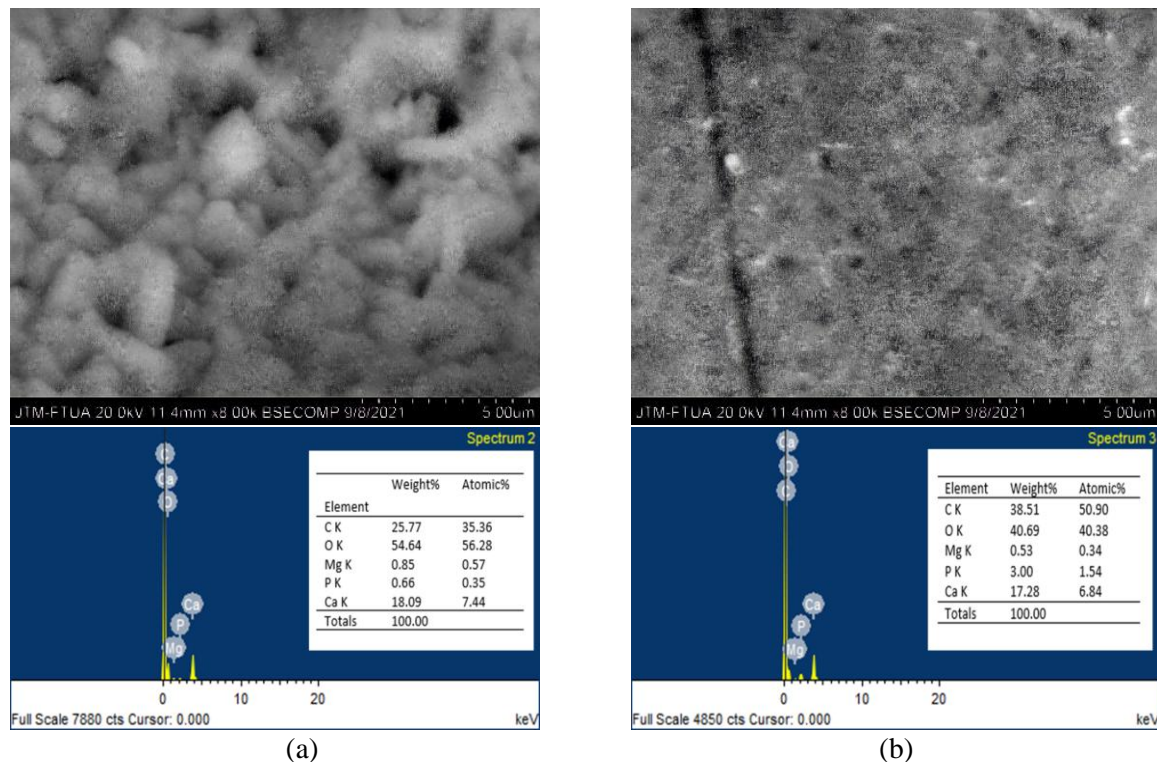 JTM-FTUA 20.0kV 11.4mm x8.00k BSECOMP 9/8/2021 5.00um
Spectrum 2
C
Ca
O
Ca
P
Mg
Weight% Atomic%
Element
C K 25.77 35.36
O K 54.64 56.28
Mg K 0.85 0.57
P K 0.66 0.35
Ca K 18.09 7.44
Totals 100.00
0 10 20
Full Scale 7880 cts Cursor: 0.000 keV
(a)
JTM-FTUA 20.0kV 11.4mm x8.00k BSECOMP 9/8/2021 5.00um
Spectrum 3
Ca
O
C
Ca
P
Mg
Element Weight% Atomic%
C K 38.51 50.90
O K 40.69 40.38
Mg K 0.53 0.34
P K 3.00 1.54
Ca K 17.28 6.84
Totals 100.00
0 10 20
Full Scale 4850 cts Cursor: 0.000 keV
(b)